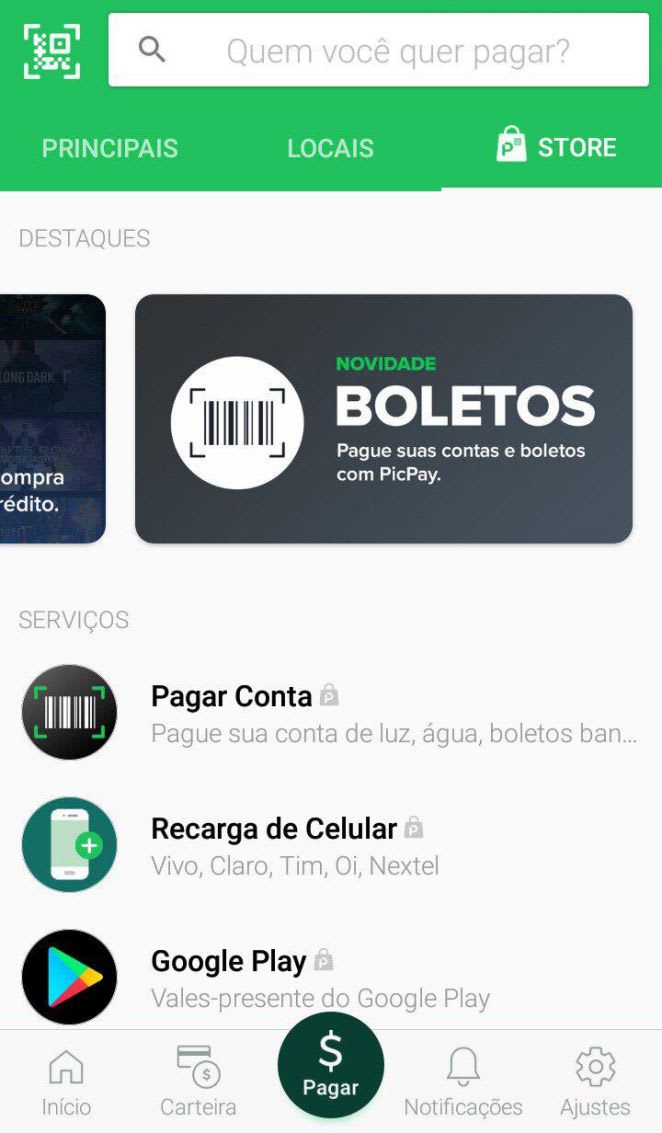 Quem você quer pagar?
PRINCIPAIS
LOCAIS
STORE
DESTAQUES
LONG DARK
ompra
rédito.
NOVIDADE
BOLETOS
Pague suas contas e boletos
com PicPay.
SERVIÇOS
Pagar Conta
Pague sua conta de luz, água, boletos ban...
Recarga de Celular
Vivo, Claro, Tim, Oi, Nextel
Google Play
Vales-presente do Google Play
$
Pagar
Início
Carteira
Notificações
Ajustes